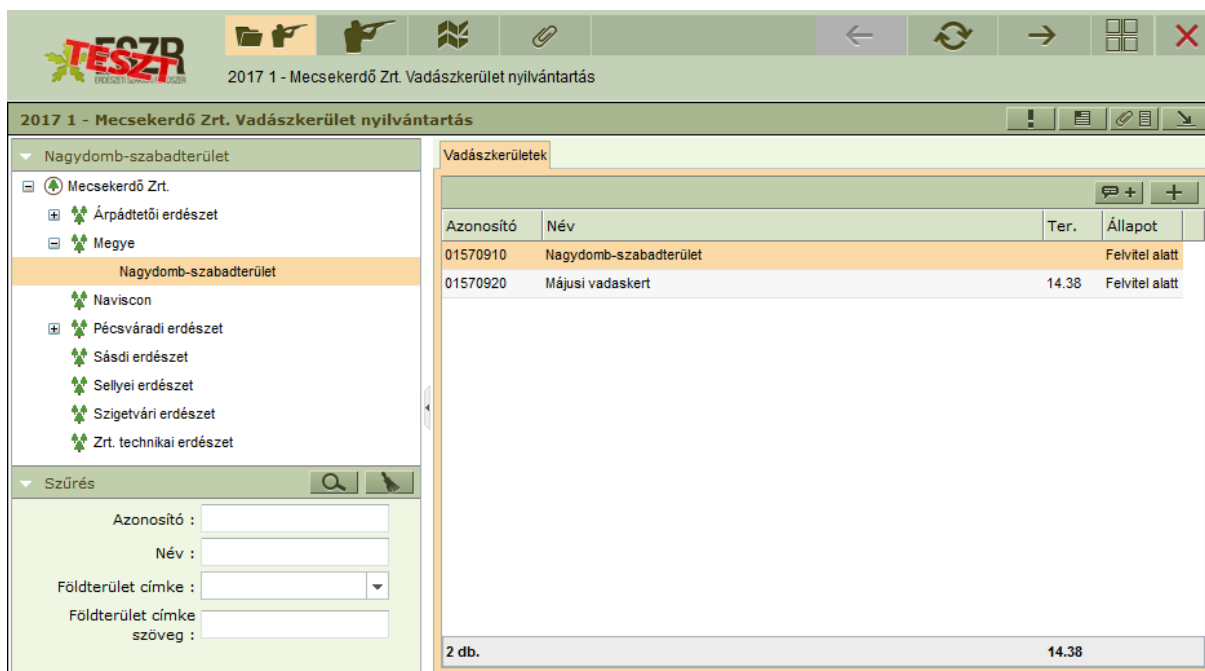 TESZT
ERDÉSZETI SZAKIRÁNYÍTÁSI RENDSZER
2017 1 - Mecsekerdő Zrt. Vadászkerület nyilvántartás
2017 1 - Mecsekerdő Zrt. Vadászkerület nyilvántartás
Nagydomb-szabadterület
Mecsekerdő Zrt.
Árpádtetői erdészet
Megye
Nagydomb-szabadterület
Naviscon
Pécsváradi erdészet
Sásdi erdészet
Sellyei erdészet
Szigetvári erdészet
Zrt. technikai erdészet
Szűrés
Azonosító :
Név :
Földterület címke :
Földterület címke
szöveg :
Vadászkerületek
Azonosító Név Ter. Állapot
01570910 Nagydomb-szabadterület Felvitel alatt
01570920 Májusi vadaskert 14.38 Felvitel alatt
2 db. 14.38